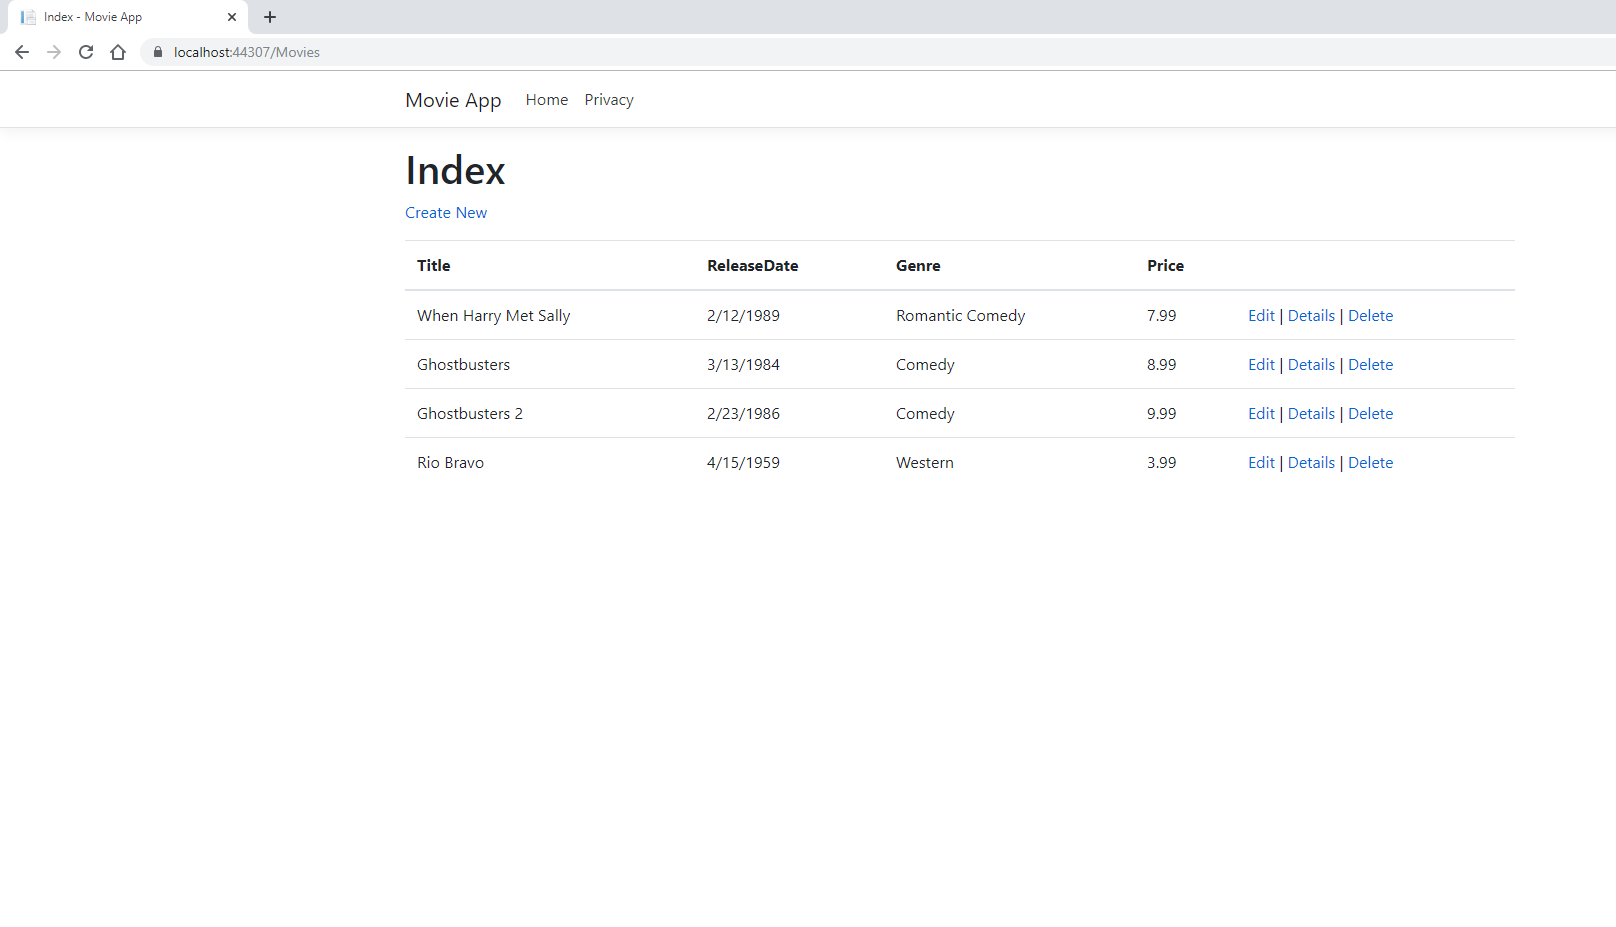 Index - Movie App
localhost:44307/Movies
Movie App Home Privacy
Index
Create New
Title ReleaseDate Genre Price
When Harry Met Sally 2/12/1989 Romantic Comedy 7.99 Edit | Details | Delete
Ghostbusters 3/13/1984 Comedy 8.99 Edit | Details | Delete
Ghostbusters 2 2/23/1986 Comedy 9.99 Edit | Details | Delete
Rio Bravo 4/15/1959 Western 3.99 Edit | Details | Delete